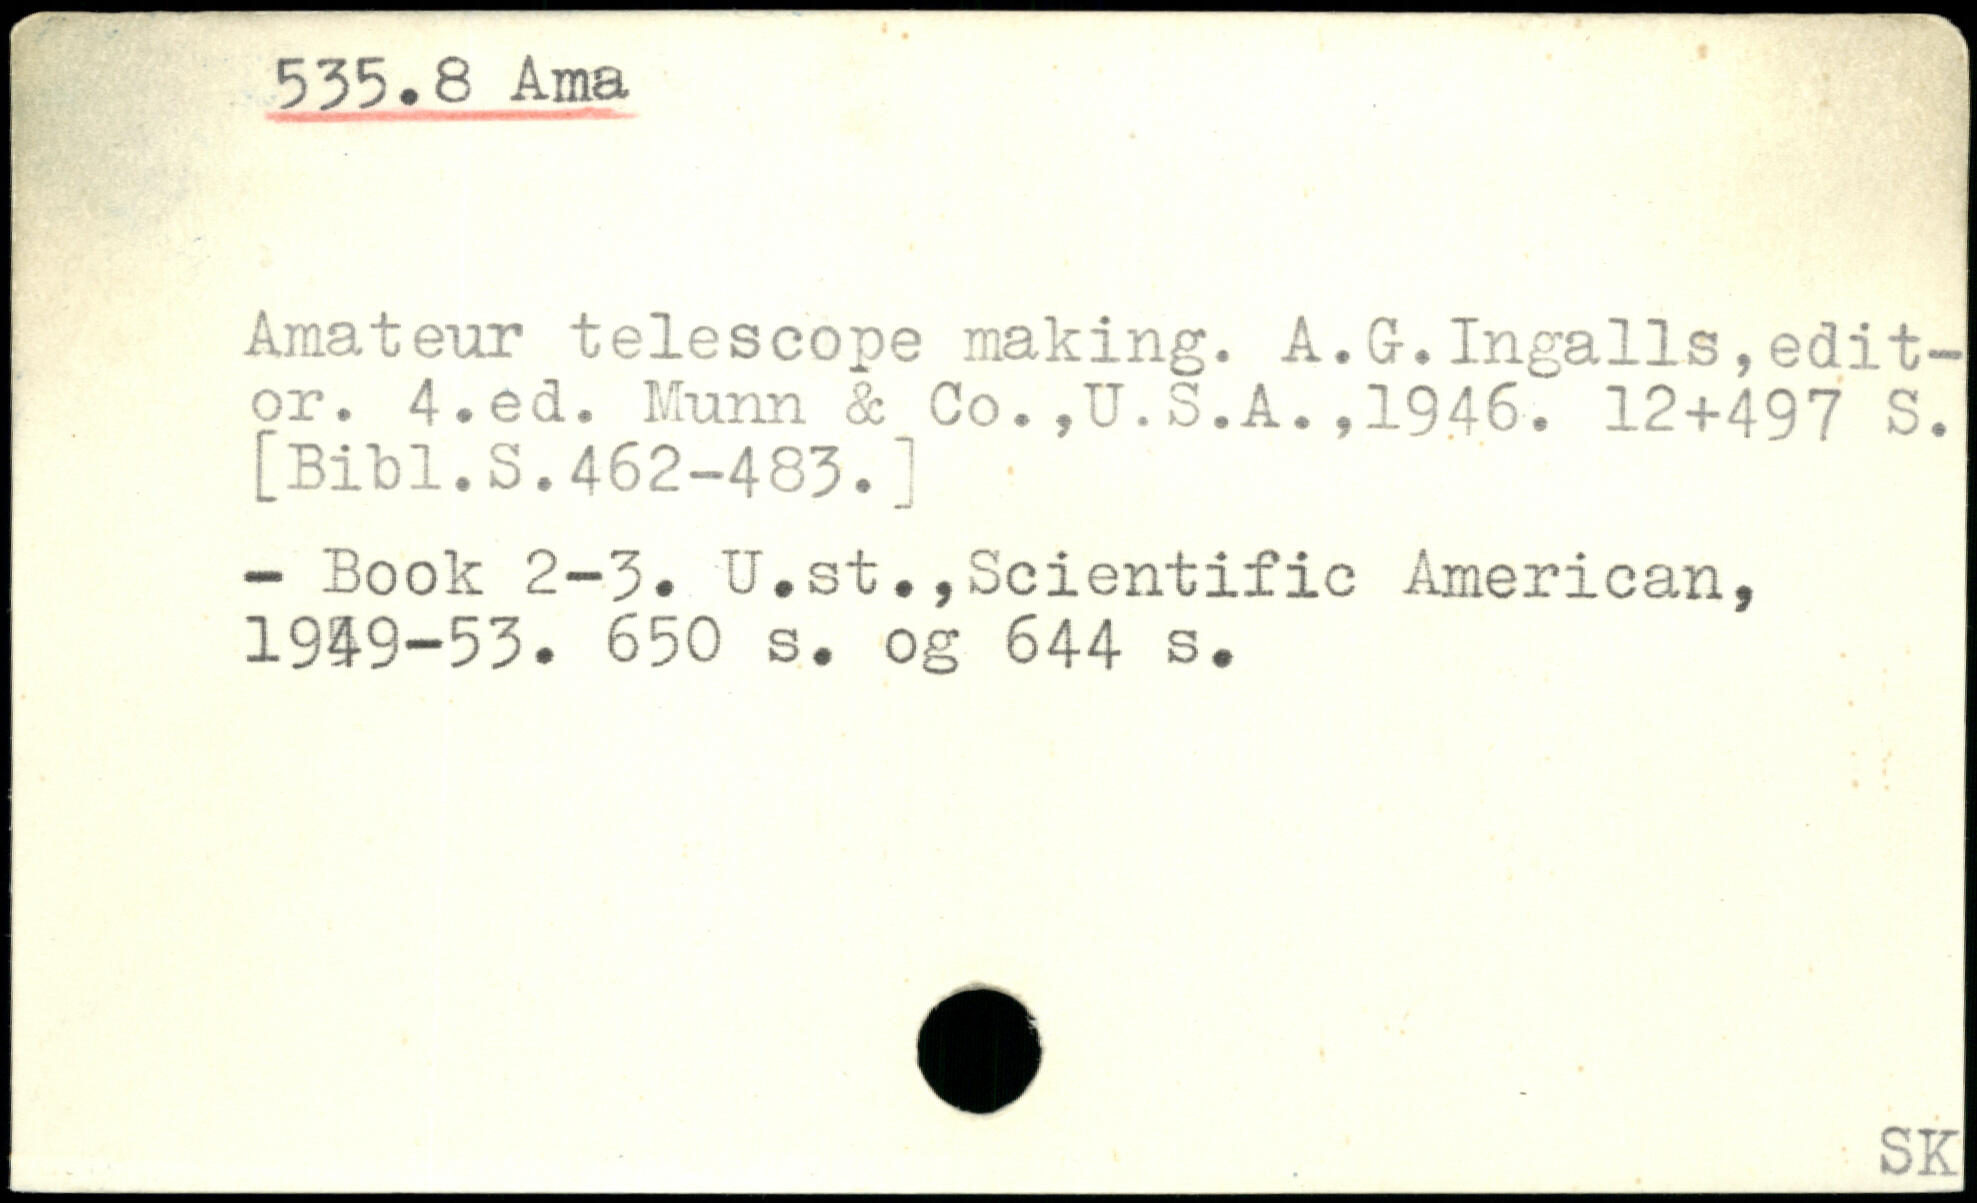 535.8 Ama
Amateur telescope making. A.G.Ingalls,edit-
or. 4.ed. Munn & Co.,U.S.A.,1946. 12+497 S.
[Bibl.S.462-483.]
- Book 2-3. U.st.,Scientific American,
1949-53. 650 s. og 644 s.
SK